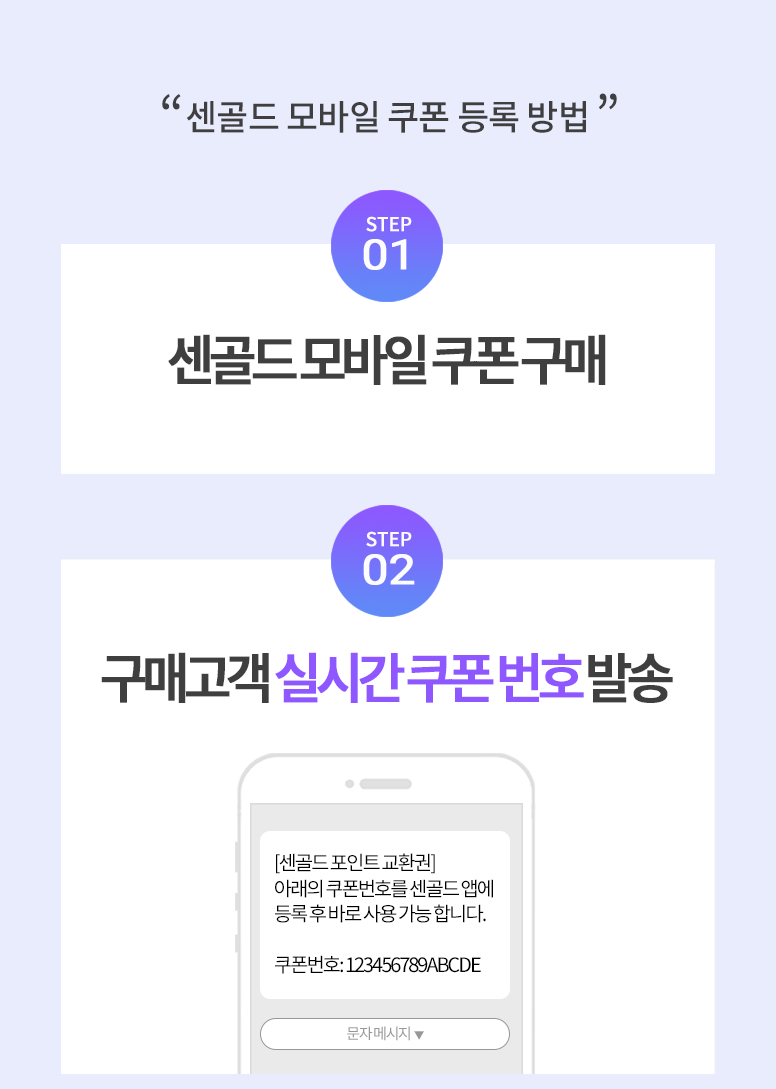 “센골드 모바일 쿠폰 등록 방법”
STEP
01
센골드 모바일 쿠폰 구매
STEP
02
구매고객 실시간 쿠폰 번호 발송
[센골드 포인트 교환권]
아래의 쿠폰번호를 센골드 앱에
등록 후 바로 사용 가능 합니다.
쿠폰번호: 123456789ABCDE
문자 메시지 ▼